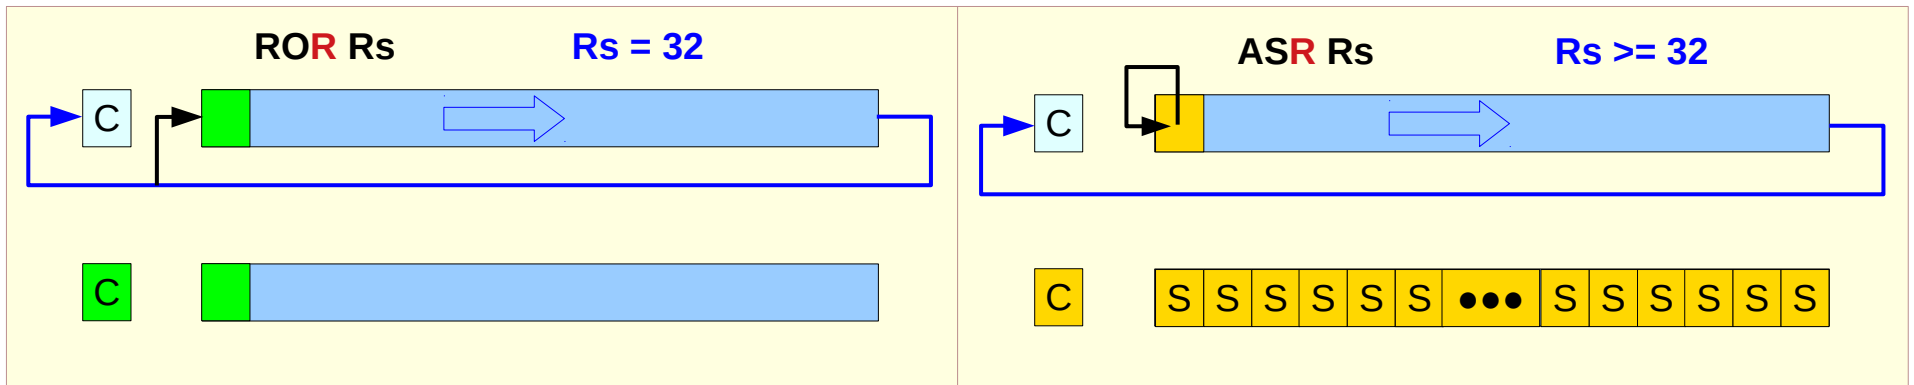 ROR Rs Rs = 32
C
C
ASR Rs Rs >= 32
C
C S S S S S S ●●● S S S S S S